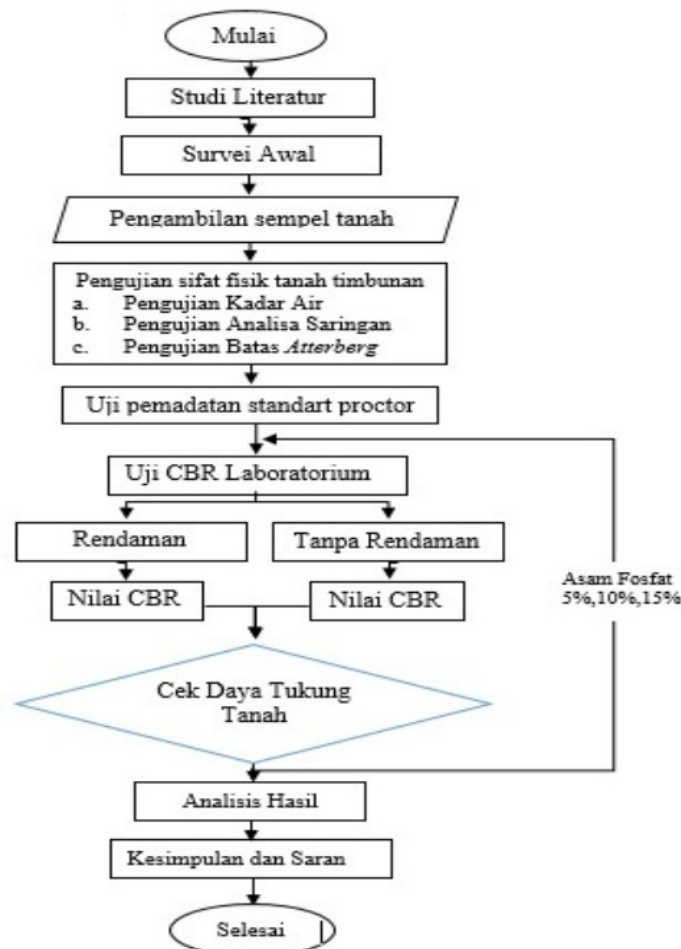 Mulai
Studi Literatur
Survei Awal
Pengambilan sempel tanah
Pengujian sifat fisik tanah timbunan
a. Pengujian Kadar Air
b. Pengujian Analisa Saringan
c. Pengujian Batas Atterberg
Uji pemadatan standart proctor
Uji CBR Laboratorium
Rendaman
Tanpa Rendaman
Nilai CBR
Nilai CBR
Asam Fosfat
5%,10%,15%
Cek Daya Tukung
Tanah
Analisis Hasil
Kesimpulan dan Saran
Selesai